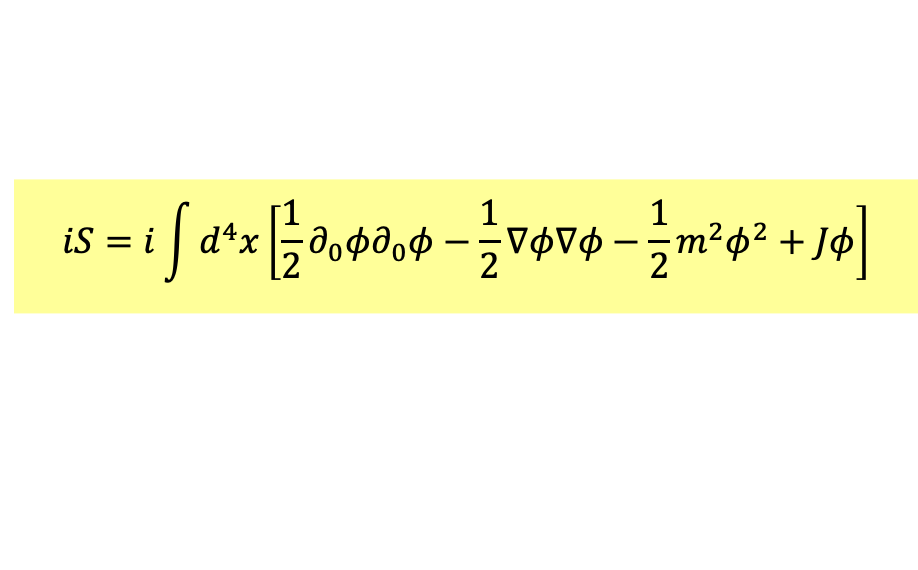 iS = i ∫ d⁴x [½ ∂₀ϕ∂₀ϕ − ½ ∇ϕ∇ϕ − ½ m²ϕ² + Jϕ]